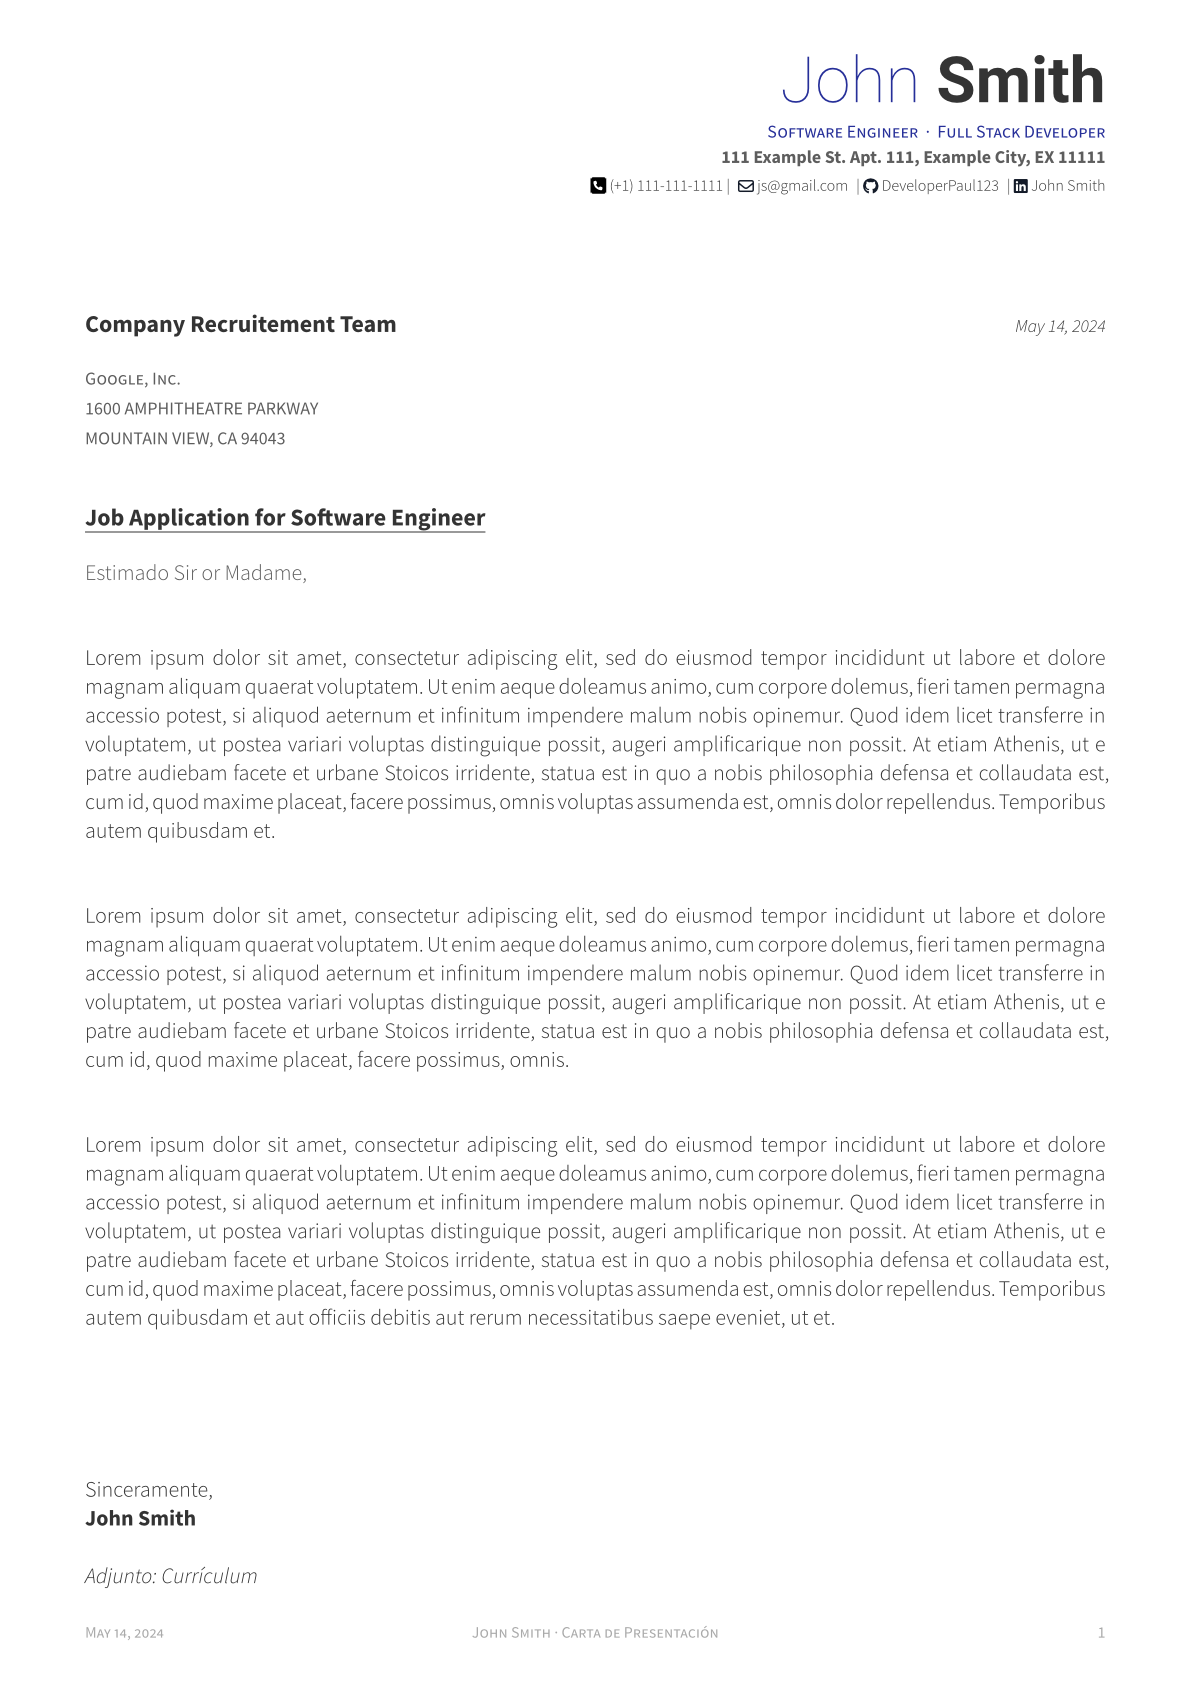 John Smith
Software Engineer · Full Stack Developer
111 Example St. Apt. 111, Example City, EX 11111
(+1) 111-111-1111 | js@gmail.com | DeveloperPaul123 | John Smith
Company Recruitement Team
May 14, 2024
Google, Inc.
1600 AMPHITHEATRE PARKWAY
MOUNTAIN VIEW, CA 94043
Job Application for Software Engineer
Estimado Sir or Madame,
Lorem ipsum dolor sit amet, consectetur adipiscing elit, sed do eiusmod tempor incididunt ut labore et dolore
magnam aliquam quaerat voluptatem. Ut enim aeque doleamus animo, cum corpore dolemus, fieri tamen permagna
accessio potest, si aliquod aeternum et infinitum impendere malum nobis opinemur. Quod idem licet transferre in
voluptatem, ut postea variari voluptas distinguique possit, augeri amplificarique non possit. At etiam Athenis, ut e
patre audiebam facete et urbane Stoicos irridente, statua est in quo a nobis philosophia defensa et collaudata est,
cum id, quod maxime placeat, facere possimus, omnis voluptas assumenda est, omnis dolor repellendus. Temporibus
autem quibusdam et.
Lorem ipsum dolor sit amet, consectetur adipiscing elit, sed do eiusmod tempor incididunt ut labore et dolore
magnam aliquam quaerat voluptatem. Ut enim aeque doleamus animo, cum corpore dolemus, fieri tamen permagna
accessio potest, si aliquod aeternum et infinitum impendere malum nobis opinemur. Quod idem licet transferre in
voluptatem, ut postea variari voluptas distinguique possit, augeri amplificarique non possit. At etiam Athenis, ut e
patre audiebam facete et urbane Stoicos irridente, statua est in quo a nobis philosophia defensa et collaudata est,
cum id, quod maxime placeat, facere possimus, omnis.
Lorem ipsum dolor sit amet, consectetur adipiscing elit, sed do eiusmod tempor incididunt ut labore et dolore
magnam aliquam quaerat voluptatem. Ut enim aeque doleamus animo, cum corpore dolemus, fieri tamen permagna
accessio potest, si aliquod aeternum et infinitum impendere malum nobis opinemur. Quod idem licet transferre in
voluptatem, ut postea variari voluptas distinguique possit, augeri amplificarique non possit. At etiam Athenis, ut e
patre audiebam facete et urbane Stoicos irridente, statua est in quo a nobis philosophia defensa et collaudata est,
cum id, quod maxime placeat, facere possimus, omnis voluptas assumenda est, omnis dolor repellendus. Temporibus
autem quibusdam et aut officiis debitis aut rerum necessitatibus saepe eveniet, ut et.
Sinceramente,
John Smith
Adjunto: Currículum
May 14, 2024
John Smith · Carta de Presentación
1